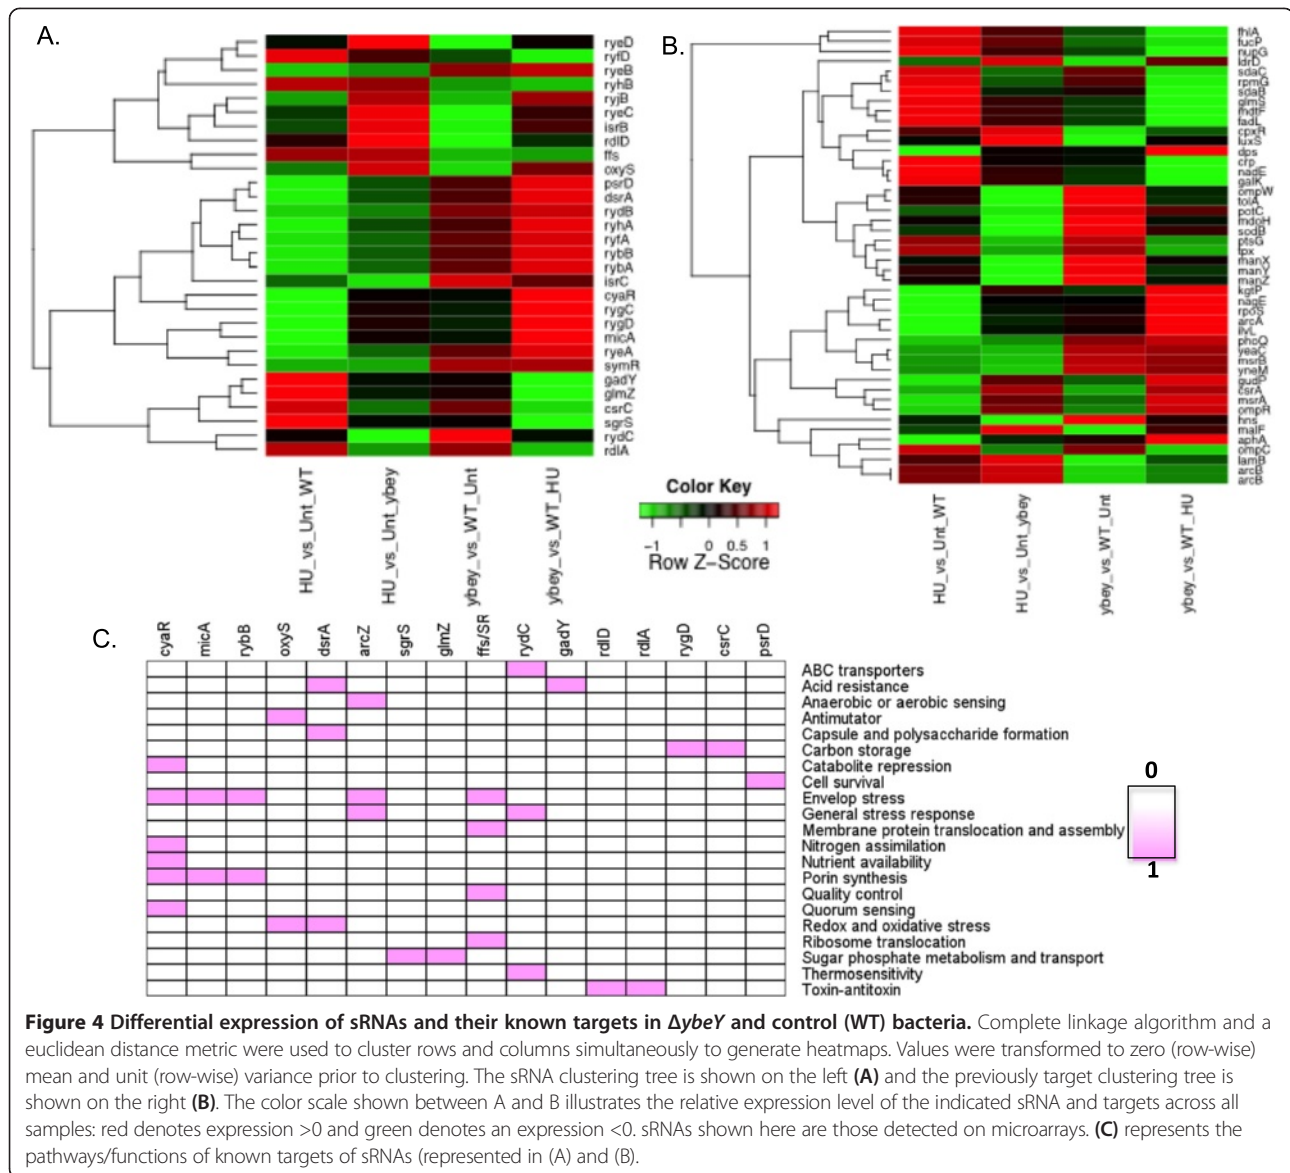 A.
ryeD
ryfD
ryeB
ryhB
ryjB
ryeC
isrB
rdlD
ffs
oxyS
psrD
dsrA
rydB
ryhA
ryfA
rybB
rybA
isrC
cyaR
rygC
rygD
micA
ryeA
symR
gadY
glmZ
csrC
sgrS
rydC
rdlA
HU_vs_Unt_WT
HU_vs_Unt_ybey
ybey_vs_WT_Unt
ybey_vs_WT_HU
B.
fhlA
fucP
nupG
ldrD
sdaC
rpmG
sdaB
glmS
mdtF
fadL
cpxR
luxS
dps
crp
nadE
galK
ompW
tolA
potC
mdoH
sodB
ptsG
tpx
manX
manY
manZ
kgtP
nagE
rpoS
arcA
ilvL
phoQ
yeaC
msrB
yneM
gudP
csrA
msrA
ompR
hns
malF
aphA
ompC
lamB
arcB
arcB
HU_vs_Unt_WT
HU_vs_Unt_ybey
ybey_vs_WT_Unt
ybey_vs_WT_HU
Color Key
−1 0 0.5 1
Row Z−Score
C.
cyaR
micA
rybB
oxyS
dsrA
arcZ
sgrS
glmZ
ffs/SR
rydC
gadY
rdlD
rdlA
rygD
csrC
psrD
ABC transporters
Acid resistance
Anaerobic or aerobic sensing
Antimutator
Capsule and polysaccharide formation
Carbon storage
Catabolite repression
Cell survival
Envelop stress
General stress response
Membrane protein translocation and assembly
Nitrogen assimilation
Nutrient availability
Porin synthesis
Quality control
Quorum sensing
Redox and oxidative stress
Ribosome translocation
Sugar phosphate metabolism and transport
Thermosensitivity
Toxin-antitoxin
0
1
Figure 4 Differential expression of sRNAs and their known targets in ΔybeY and control (WT) bacteria. Complete linkage algorithm and a
euclidean distance metric were used to cluster rows and columns simultaneously to generate heatmaps. Values were transformed to zero (row-wise)
mean and unit (row-wise) variance prior to clustering. The sRNA clustering tree is shown on the left (A) and the previously target clustering tree is
shown on the right (B). The color scale shown between A and B illustrates the relative expression level of the indicated sRNA and targets across all
samples: red denotes expression >0 and green denotes an expression <0. sRNAs shown here are those detected on microarrays. (C) represents the
pathways/functions of known targets of sRNAs (represented in (A) and (B).